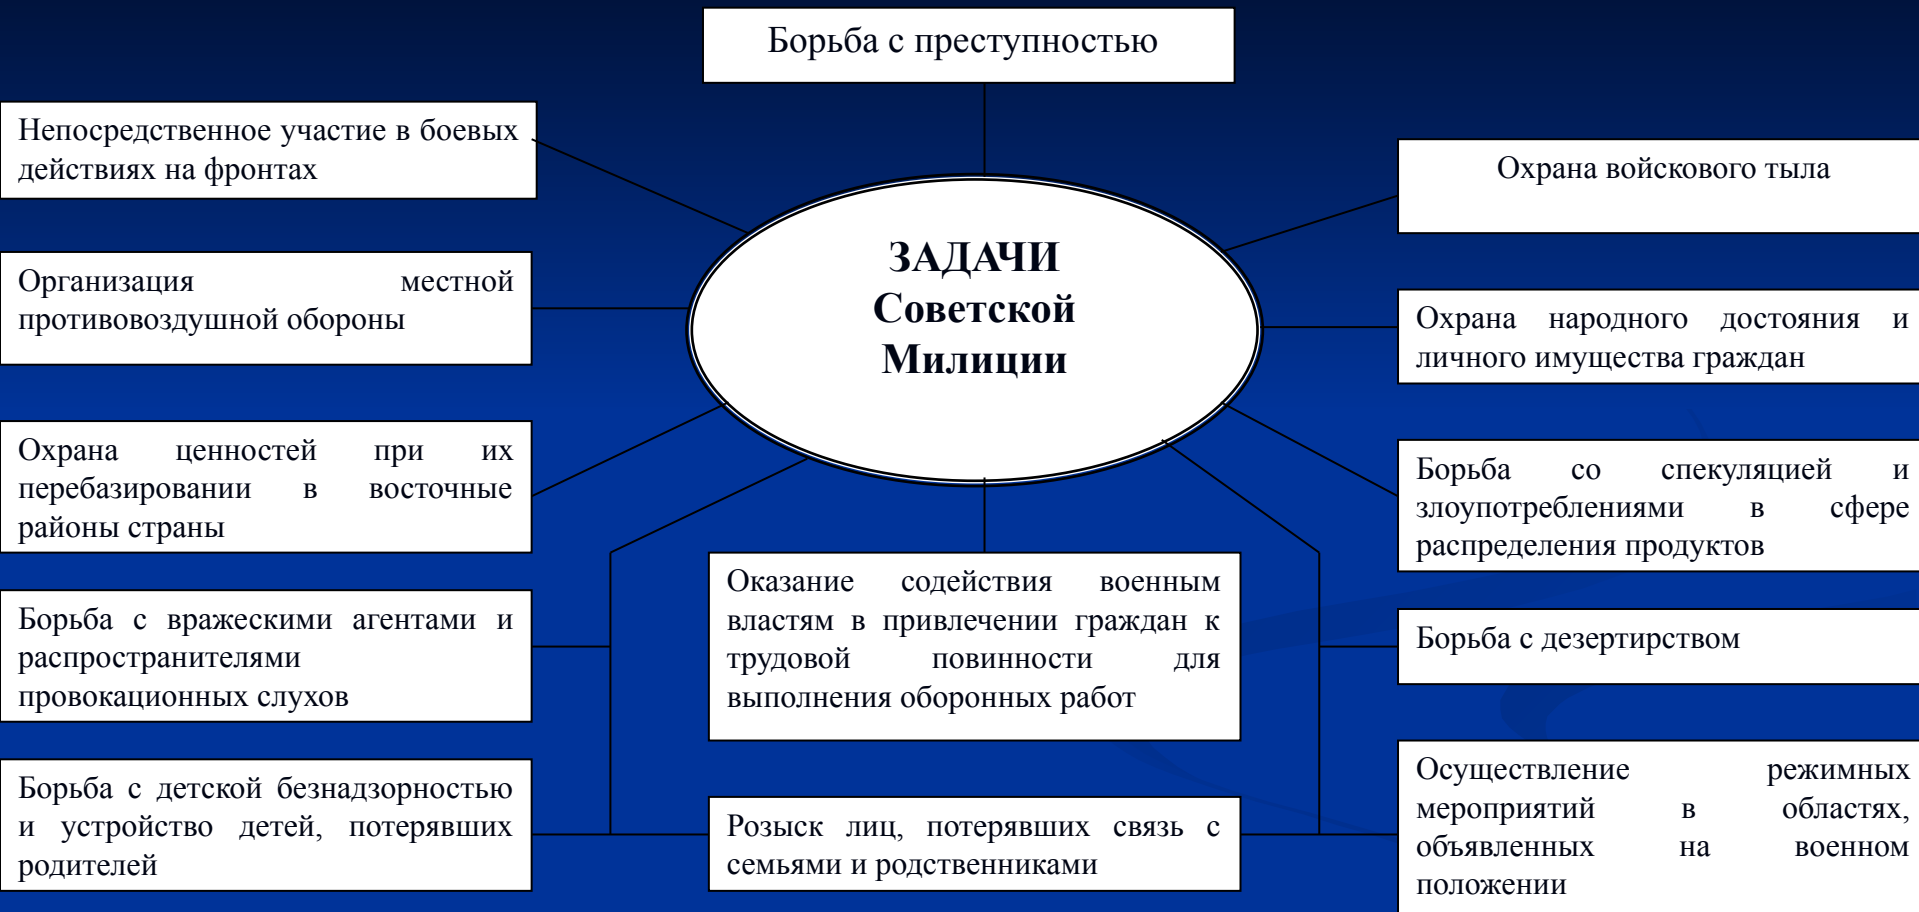 Борьба с преступностью
Непосредственное участие в боевых
действиях на фронтах
Охрана войскового тыла
ЗАДАЧИ
Советской
Милиции
Организация местной
противовоздушной обороны
Охрана народного достояния и
личного имущества граждан
Охрана ценностей при их
перебазировании в восточные
районы страны
Борьба со спекуляцией и
злоупотреблениями в сфере
распределения продуктов
Оказание содействия военным
властям в привлечении граждан к
трудовой повинности для
выполнения оборонных работ
Борьба с вражескими агентами и
распространителями
провокационных слухов
Борьба с дезертирством
Борьба с детской безнадзорностью
и устройство детей, потерявших
родителей
Розыск лиц, потерявших связь с
семьями и родственниками
Осуществление режимных
мероприятий в областях,
объявленных на военном
положении